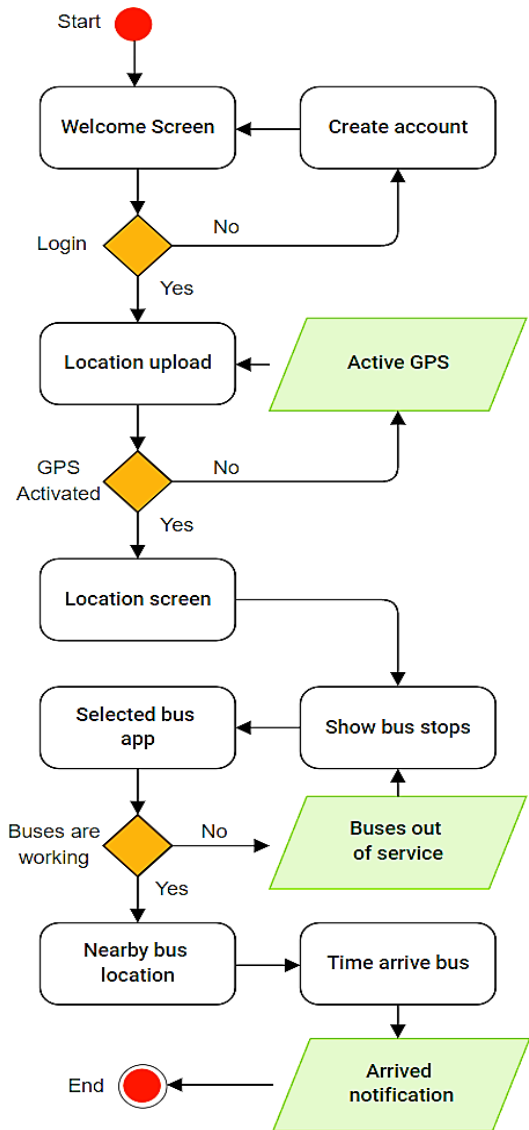 Start
Welcome Screen
Create account
Login
No
Yes
Location upload
Active GPS
GPS
Activated
No
Yes
Location screen
Selected bus
app
Show bus stops
Buses are
working
No
Buses out
of service
Yes
Nearby bus
location
Time arrive bus
End
Arrived
notification